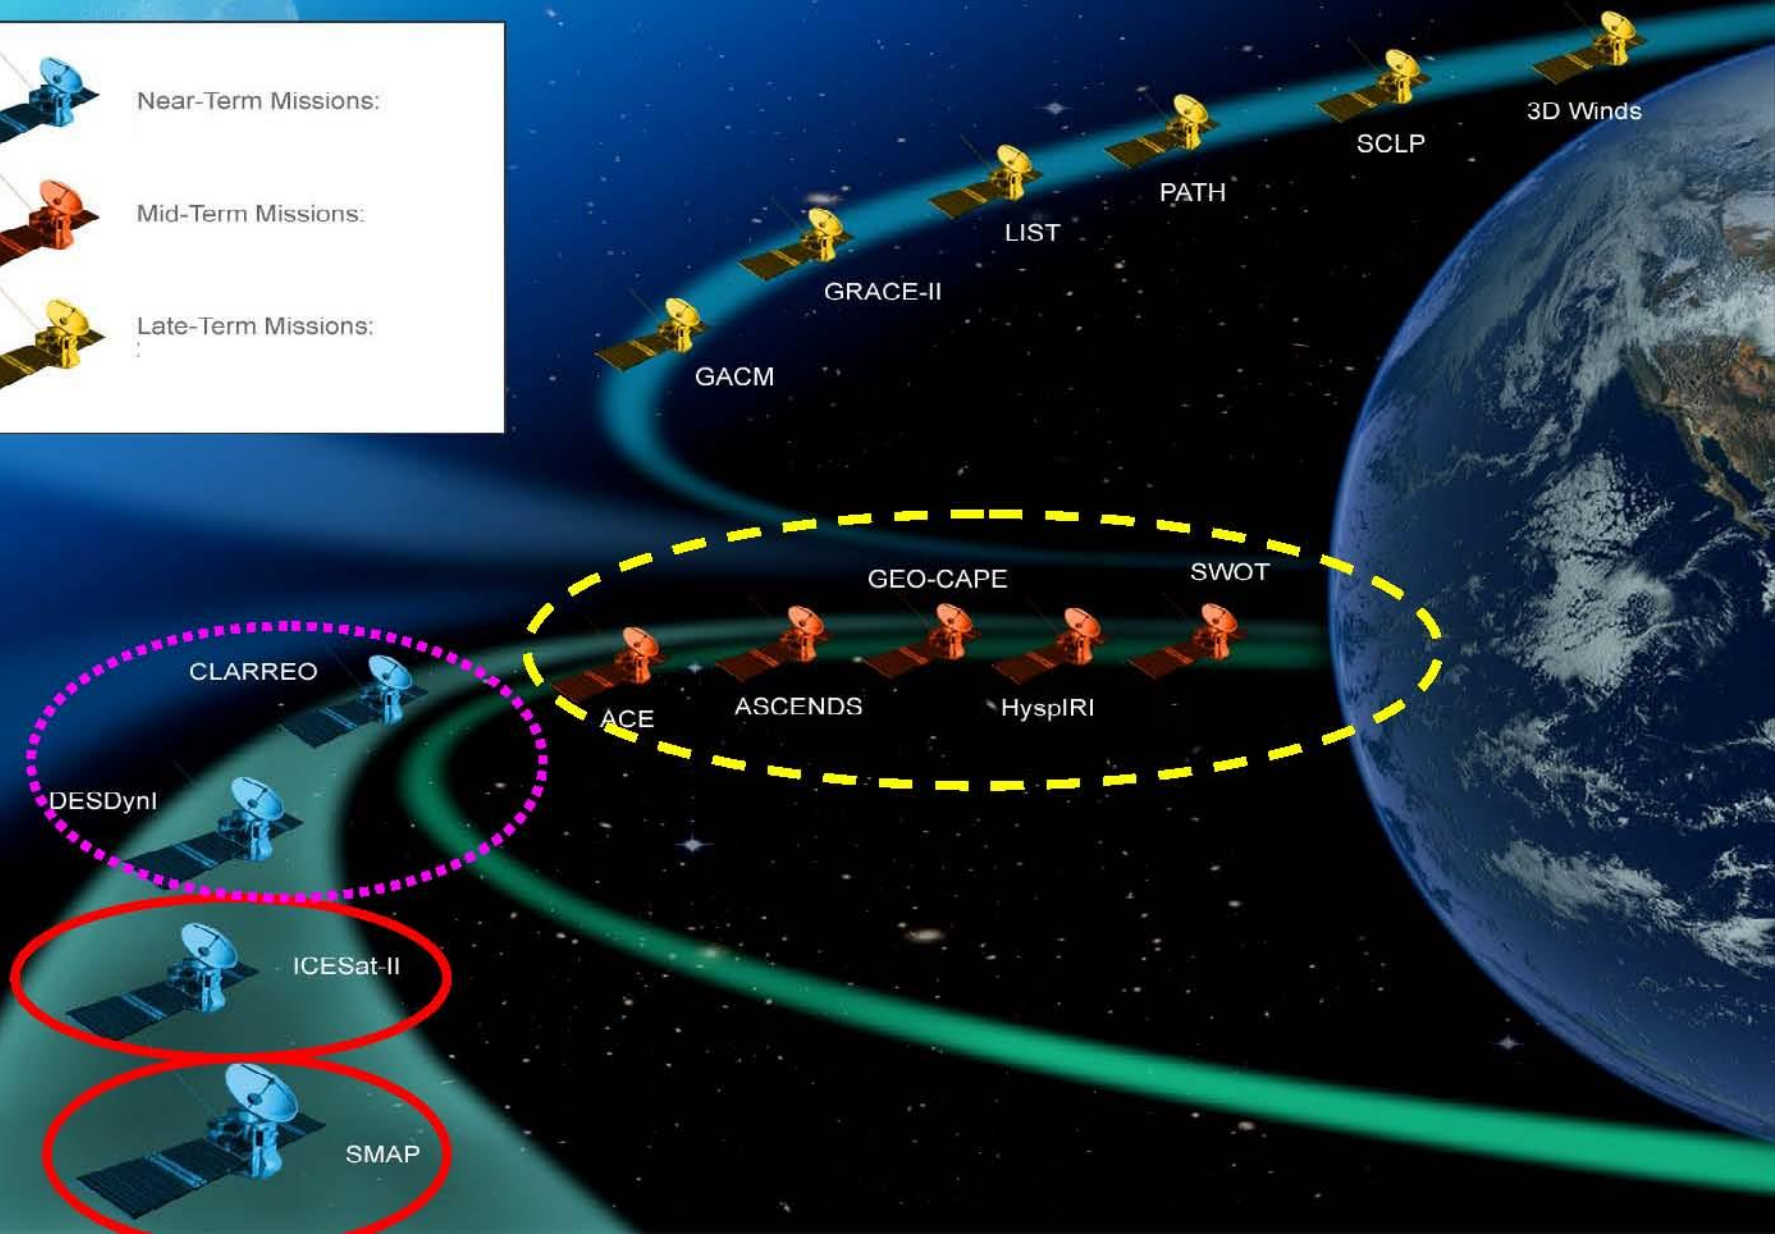 Near-Term Missions:
Mid-Term Missions:
Late-Term Missions:
:
3D Winds
SCLP
PATH
LIST
GRACE-II
GACM
GEO-CAPE
SWOT
CLARREO
ACE
ASCENDS
HyspIRI
DESDynI
ICESat-II
SMAP